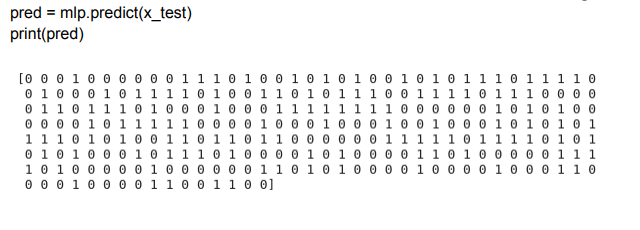 pred = mlp.predict(x_test)
print(pred)
[0 0 0 1 0 0 0 0 0 0 1 1 1 0 1 0 0 1 0 1 0 1 0 0 1 0 1 0 1 1 1 0 1 1 1 1 0
0 1 0 0 0 1 0 1 1 1 1 0 1 0 0 1 1 0 1 0 1 1 1 0 0 1 1 1 1 0 1 1 1 0 0 0 0
0 1 1 0 1 1 1 0 1 0 0 0 1 0 0 0 1 1 1 1 1 1 1 1 0 0 0 0 0 1 0 1 0 1 0 0
0 0 0 0 1 0 1 1 1 1 1 0 0 0 0 1 0 0 0 1 0 0 0 1 0 0 1 0 0 0 1 0 1 0 1 0 1
1 1 1 0 1 0 1 0 0 1 1 0 1 1 0 1 1 0 0 0 0 0 0 1 1 1 1 1 0 1 1 1 1 0 1 0 1
0 1 0 1 0 0 0 1 0 1 1 1 0 1 0 0 0 0 1 0 1 0 0 0 0 1 1 0 1 0 0 0 0 0 1 1 1
1 0 1 0 0 0 0 0 1 0 0 0 0 0 0 1 1 0 1 0 1 0 0 0 0 1 0 0 0 0 1 0 0 0 1 1 0
0 0 0 1 0 0 0 0 1 1 0 0 1 1 0 0]